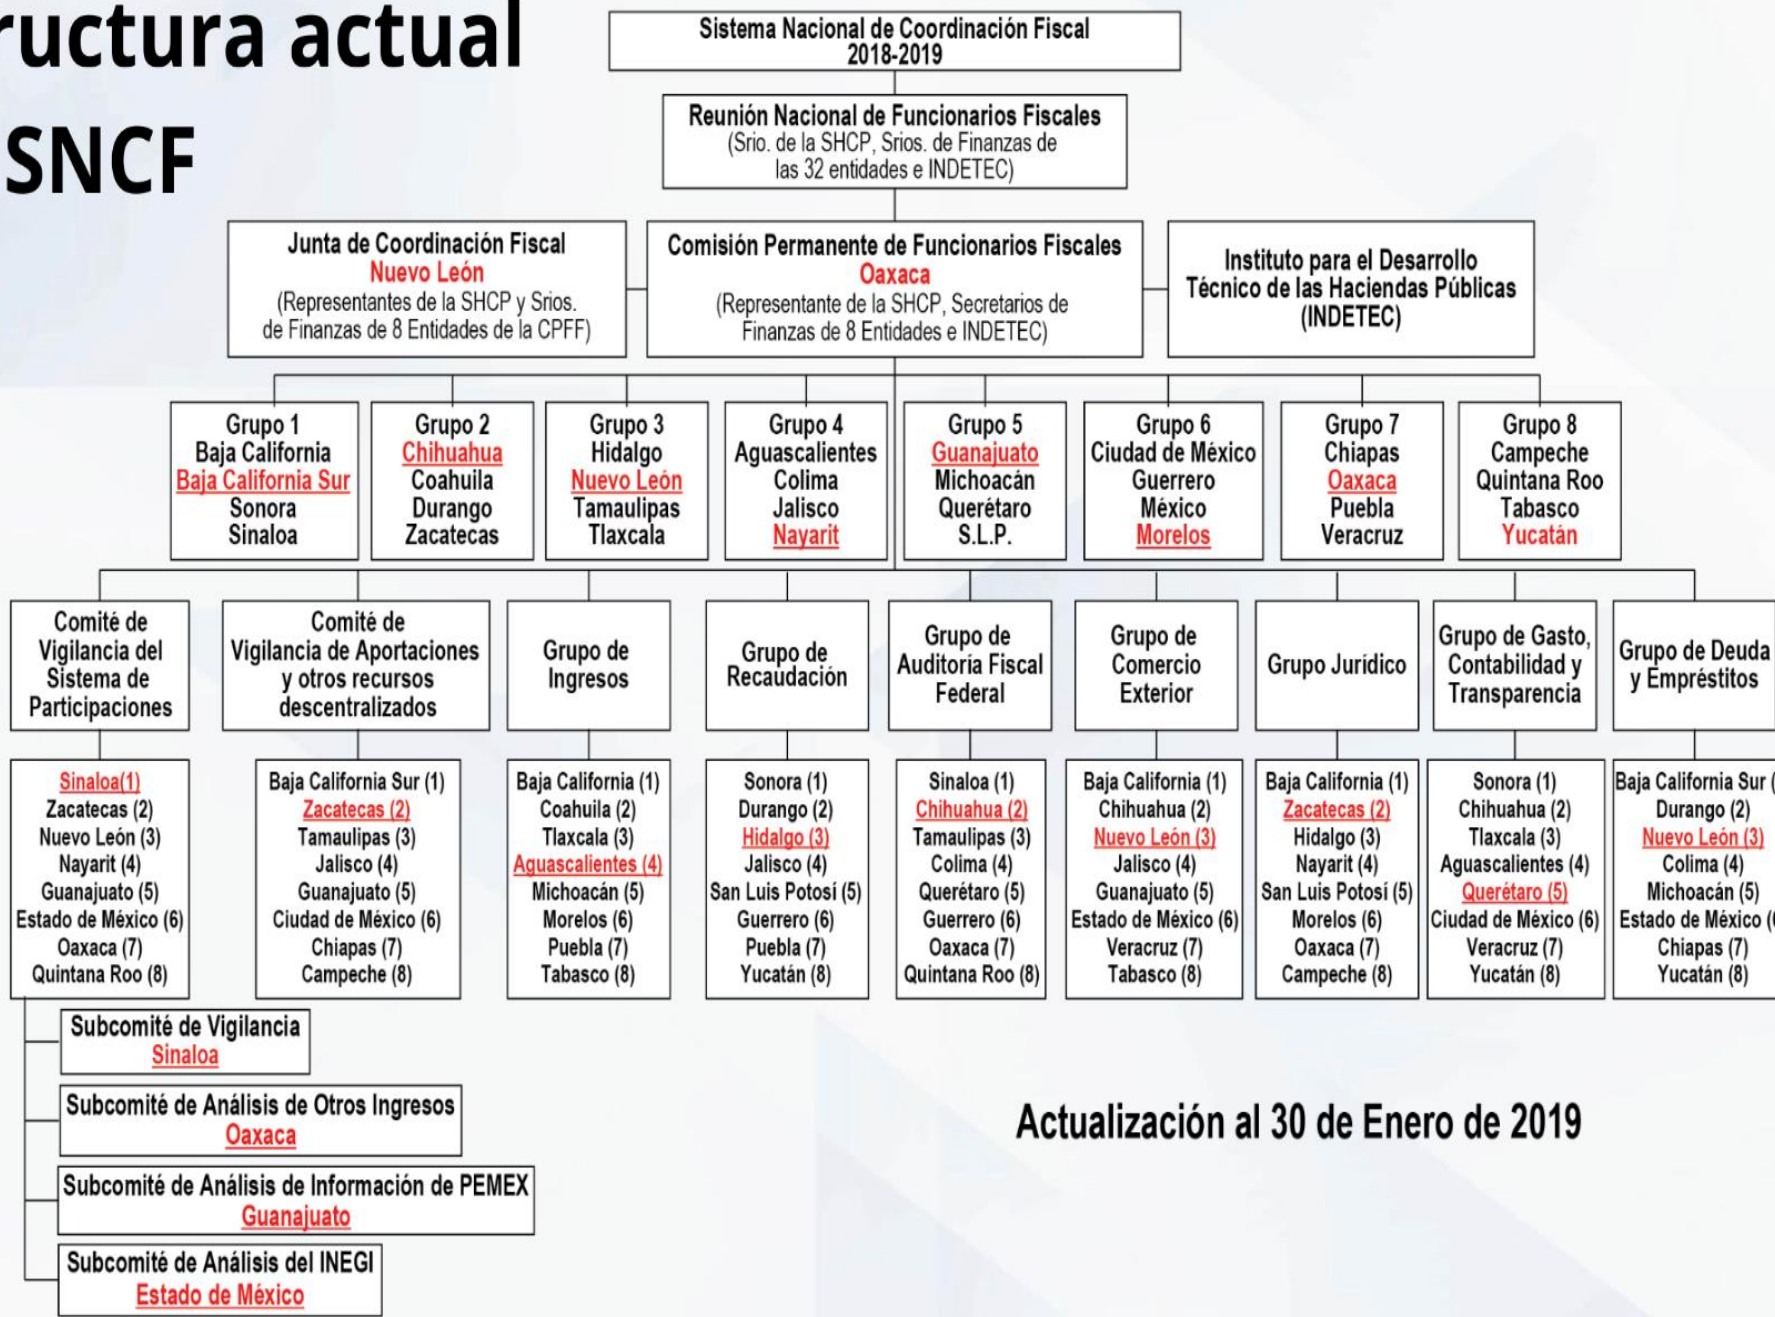 ructura actual
SNCF
Sistema Nacional de Coordinación Fiscal
2018-2019
Reunión Nacional de Funcionarios Fiscales
(Srio. de la SHCP, Srios. de Finanzas de
las 32 entidades e INDETEC)
Junta de Coordinación Fiscal
Nuevo León
(Representantes de la SHCP y Srios.
de Finanzas de 8 Entidades de la CPFF)
Comisión Permanente de Funcionarios Fiscales
Oaxaca
(Representante de la SHCP, Secretarios de
Finanzas de 8 Entidades e INDETEC)
Instituto para el Desarrollo
Técnico de las Haciendas Públicas
(INDETEC)
Grupo 1
Baja California
Baja California Sur
Sonora
Sinaloa
Grupo 2
Chihuahua
Coahuila
Durango
Zacatecas
Grupo 3
Hidalgo
Nuevo León
Tamaulipas
Tlaxcala
Grupo 4
Aguascalientes
Colima
Jalisco
Nayarit
Grupo 5
Guanajuato
Michoacán
Querétaro
S.L.P.
Grupo 6
Ciudad de México
Guerrero
México
Morelos
Grupo 7
Chiapas
Oaxaca
Puebla
Veracruz
Grupo 8
Campeche
Quintana Roo
Tabasco
Yucatán
Comité de
Vigilancia del
Sistema de
Participaciones
Comité de
Vigilancia de Aportaciones
y otros recursos
descentralizados
Grupo de
Ingresos
Grupo de
Recaudación
Grupo de
Auditoría Fiscal
Federal
Grupo de
Comercio
Exterior
Grupo Jurídico
Grupo de Gasto,
Contabilidad y
Transparencia
Grupo de Deuda
y Empréstitos
Sinaloa(1)
Zacatecas (2)
Nuevo León (3)
Nayarit (4)
Guanajuato (5)
Estado de México (6)
Oaxaca (7)
Quintana Roo (8)
Baja California Sur (1)
Zacatecas (2)
Tamaulipas (3)
Jalisco (4)
Guanajuato (5)
Ciudad de México (6)
Chiapas (7)
Campeche (8)
Baja California (1)
Coahuila (2)
Tlaxcala (3)
Aguascalientes (4)
Michoacán (5)
Morelos (6)
Puebla (7)
Tabasco (8)
Sonora (1)
Durango (2)
Hidalgo (3)
Jalisco (4)
San Luis Potosí (5)
Guerrero (6)
Puebla (7)
Yucatán (8)
Sinaloa (1)
Chihuahua (2)
Tamaulipas (3)
Colima (4)
Querétaro (5)
Guerrero (6)
Oaxaca (7)
Quintana Roo (8)
Baja California (1)
Chihuahua (2)
Nuevo León (3)
Jalisco (4)
Guanajuato (5)
Estado de México (6)
Veracruz (7)
Tabasco (8)
Baja California (1)
Zacatecas (2)
Hidalgo (3)
Nayarit (4)
San Luis Potosí (5)
Morelos (6)
Oaxaca (7)
Campeche (8)
Sonora (1)
Chihuahua (2)
Tlaxcala (3)
Aguascalientes (4)
Querétaro (5)
Ciudad de México (6)
Veracruz (7)
Yucatán (8)
Baja California Sur (
Durango (2)
Nuevo León (3)
Colima (4)
Michoacán (5)
Estado de México (
Chiapas (7)
Yucatán (8)
Subcomité de Vigilancia
Sinaloa
Subcomité de Análisis de Otros Ingresos
Oaxaca
Subcomité de Análisis de Información de PEMEX
Guanajuato
Subcomité de Análisis del INEGI
Estado de México
Actualización al 30 de Enero de 2019